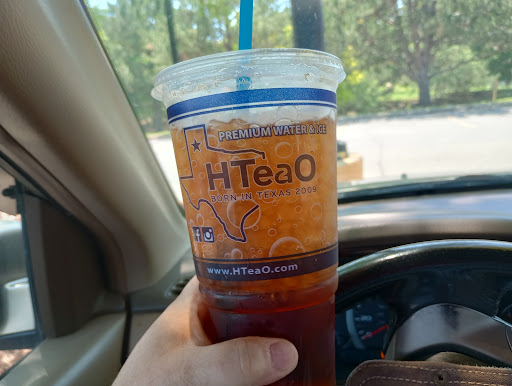 PREMIUM WATER & ICE
HTeaO
BORN IN TEXAS 2009
www.HTeaO.com